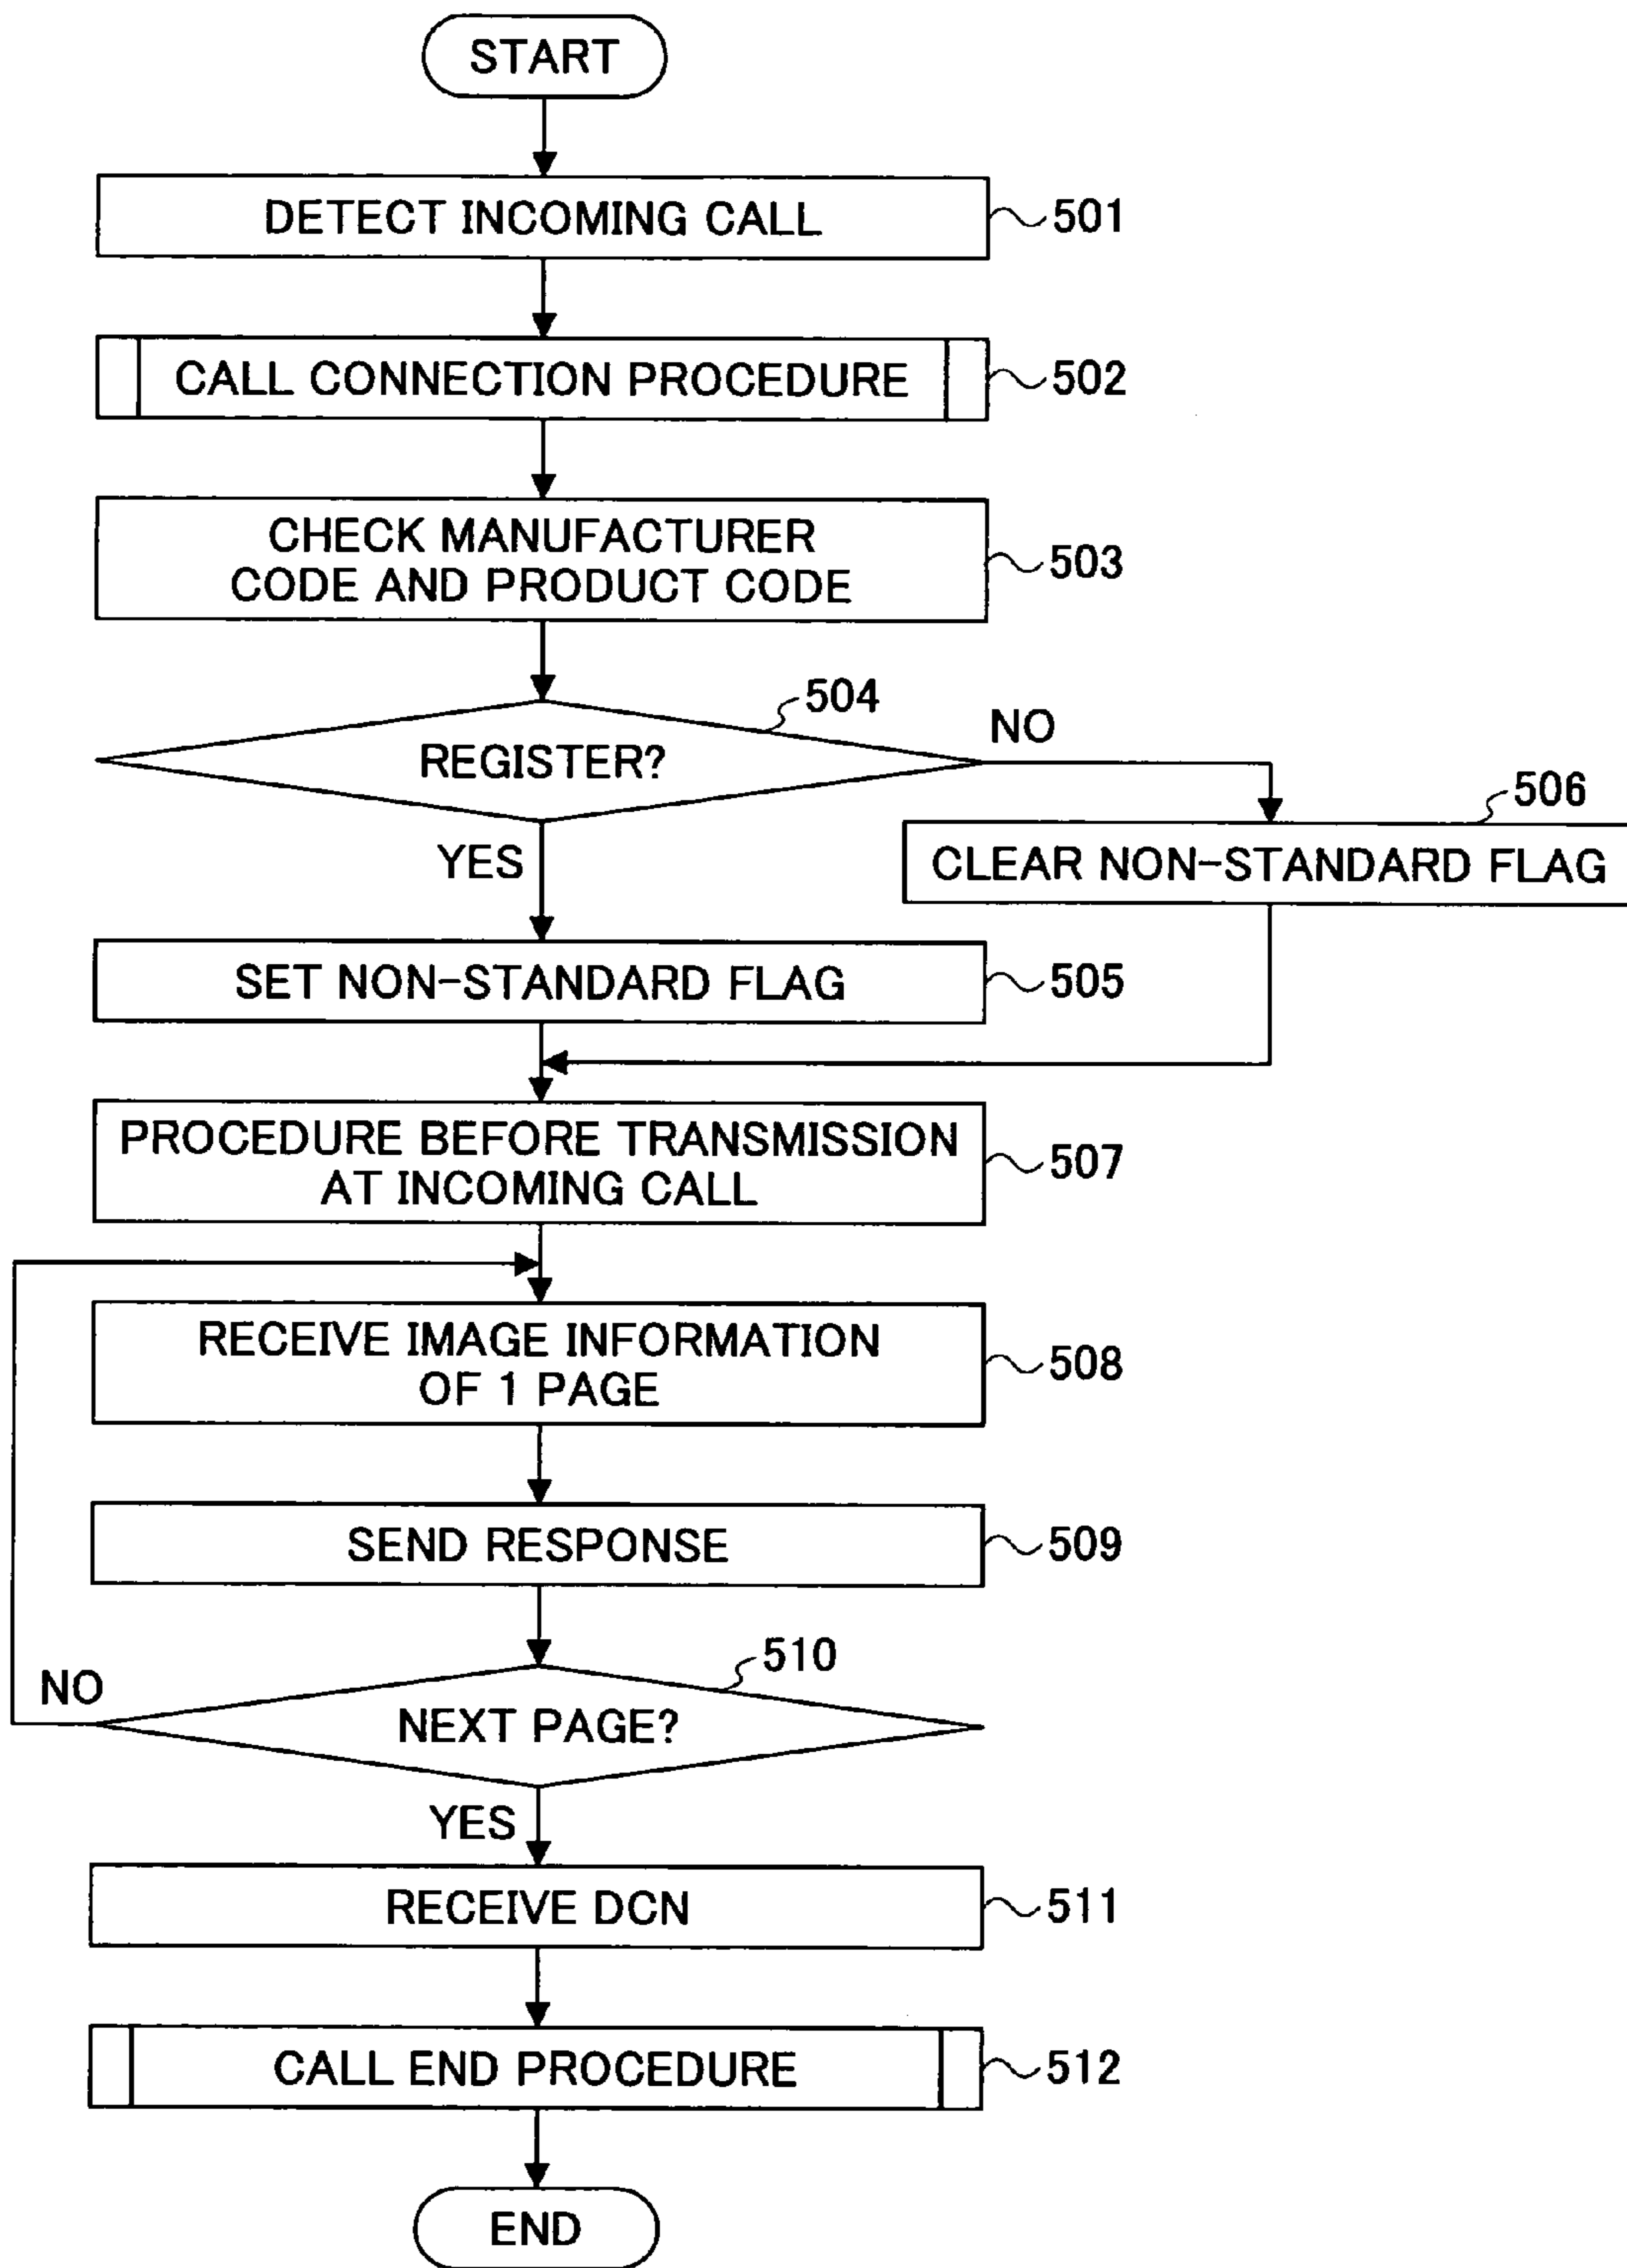 START
DETECT INCOMING CALL
501
CALL CONNECTION PROCEDURE
502
CHECK MANUFACTURER
CODE AND PRODUCT CODE
503
504
REGISTER?
NO
YES
506
CLEAR NON-STANDARD FLAG
SET NON-STANDARD FLAG
505
PROCEDURE BEFORE TRANSMISSION
AT INCOMING CALL
507
RECEIVE IMAGE INFORMATION
OF 1 PAGE
508
SEND RESPONSE
509
510
NO
NEXT PAGE?
YES
RECEIVE DCN
511
CALL END PROCEDURE
512
END